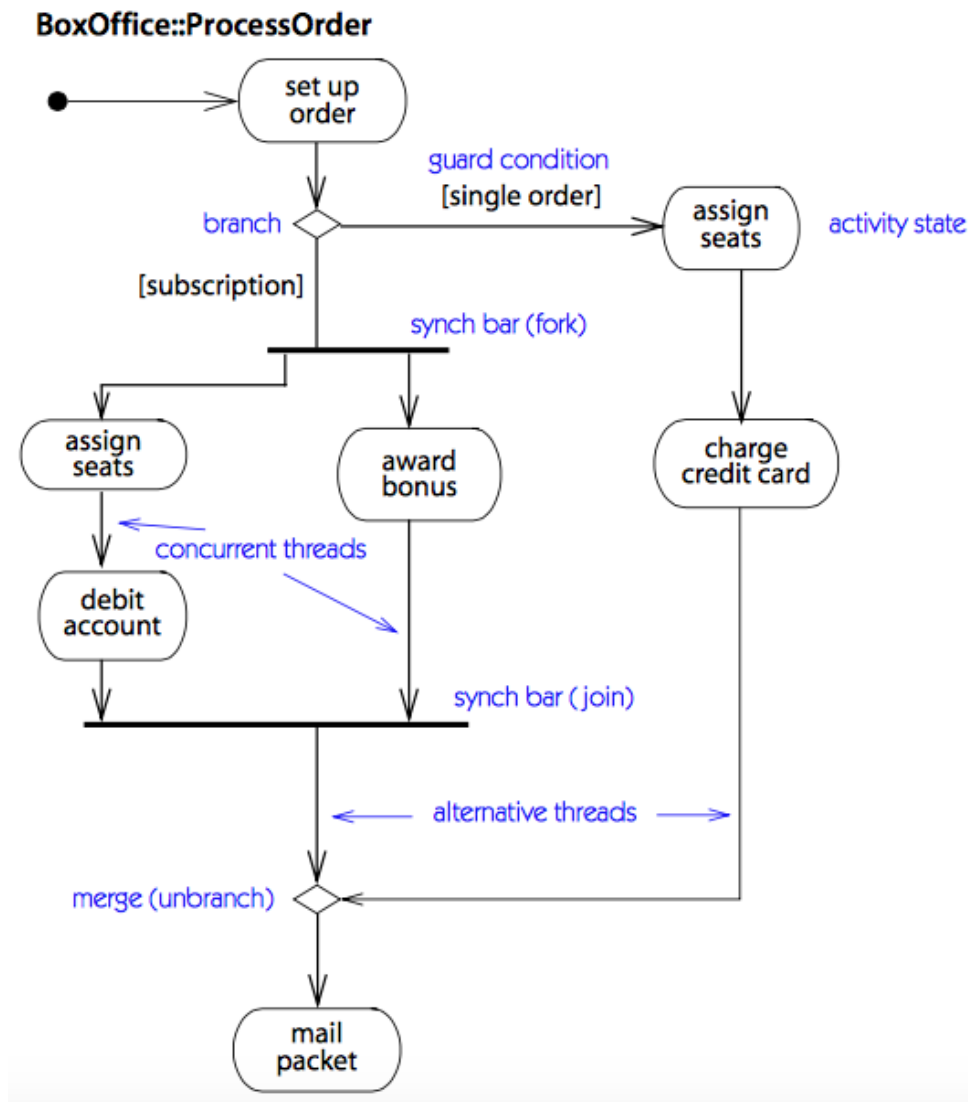 BoxOffice::ProcessOrder
set up
order
guard condition
[single order]
branch
assign
seats
activity state
[subscription]
synch bar (fork)
assign
seats
award
bonus
charge
credit card
concurrent threads
debit
account
synch bar (join)
alternative threads
merge (unbranch)
mail
packet